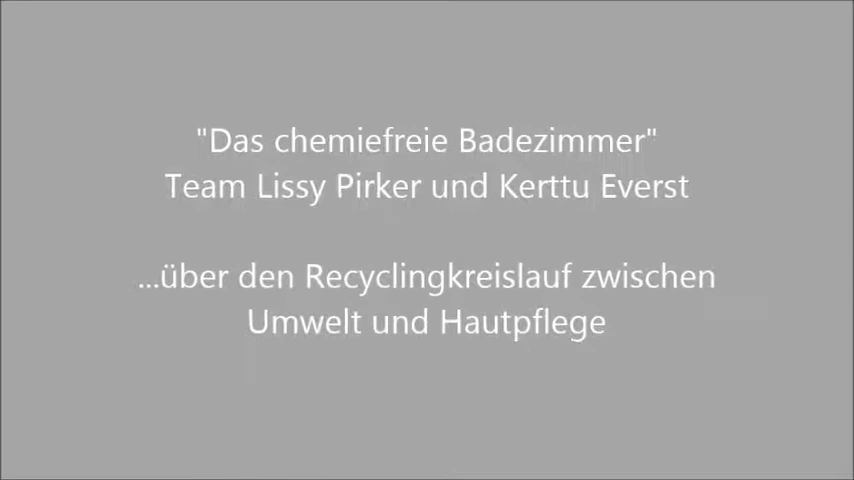 "Das chemiefreie Badezimmer"
Team Lissy Pirker und Kerttu Everst
...über den Recyclingkreislauf zwischen
Umwelt und Hautpflege